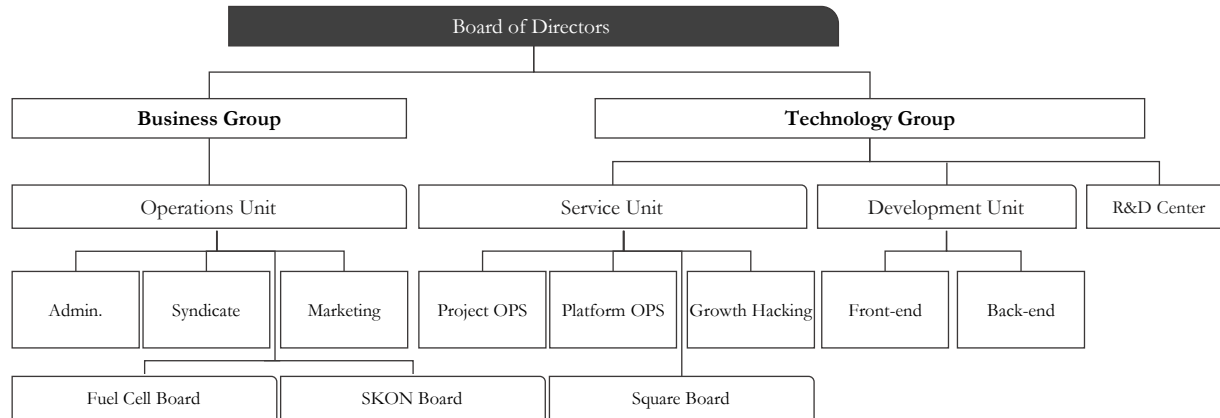 Board of Directors
Business Group
Technology Group
Operations Unit
Service Unit
Development Unit
R&D Center
Admin.
Syndicate
Marketing
Project OPS
Platform OPS
Growth Hacking
Front-end
Back-end
Fuel Cell Board
SKON Board
Square Board